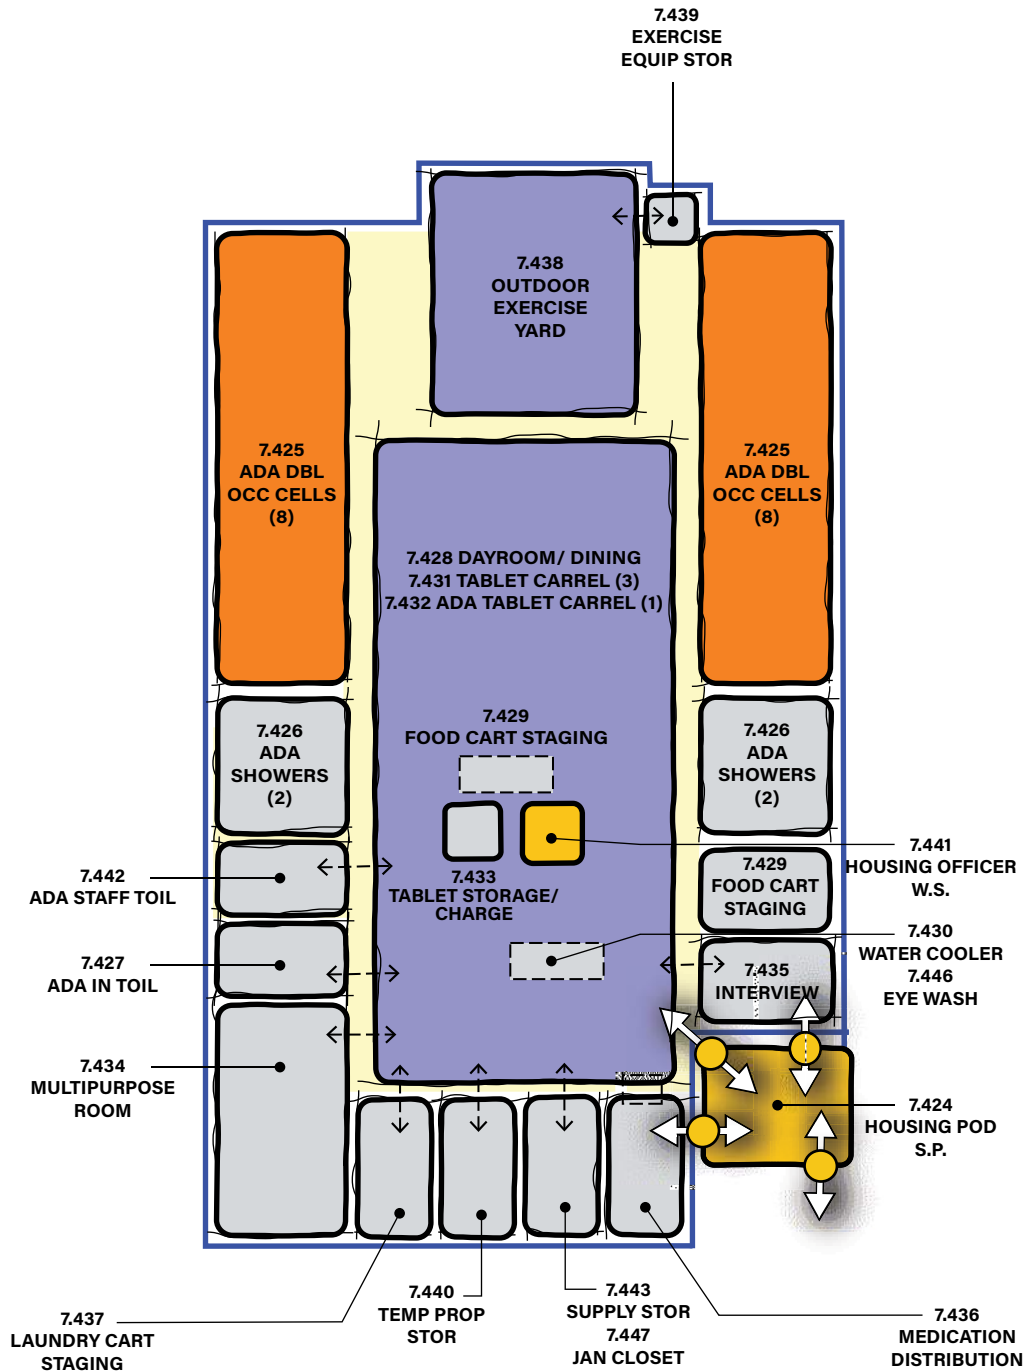 7.439
EXERCISE
EQUIP STOR
7.438
OUTDOOR
EXERCISE
YARD
7.425
ADA DBL
OCC CELLS
(8)
7.425
ADA DBL
OCC CELLS
(8)
7.428 DAYROOM/ DINING
7.431 TABLET CARREL (3)
7.432 ADA TABLET CARREL (1)
7.429
FOOD CART STAGING
7.426
ADA
SHOWERS
(2)
7.426
ADA
SHOWERS
(2)
7.433
TABLET STORAGE/
CHARGE
7.441
HOUSING OFFICER
W.S.
7.442
ADA STAFF TOIL
7.429
FOOD CART
STAGING
7.430
WATER COOLER
7.446
EYE WASH
7.427
ADA IN TOIL
7.435
INTERVIEW
7.434
MULTIPURPOSE
ROOM
7.424
HOUSING POD
S.P.
7.437
LAUNDRY CART
STAGING
7.440
TEMP PROP
STOR
7.443
SUPPLY STOR
7.447
JAN CLOSET
7.436
MEDICATION
DISTRIBUTION